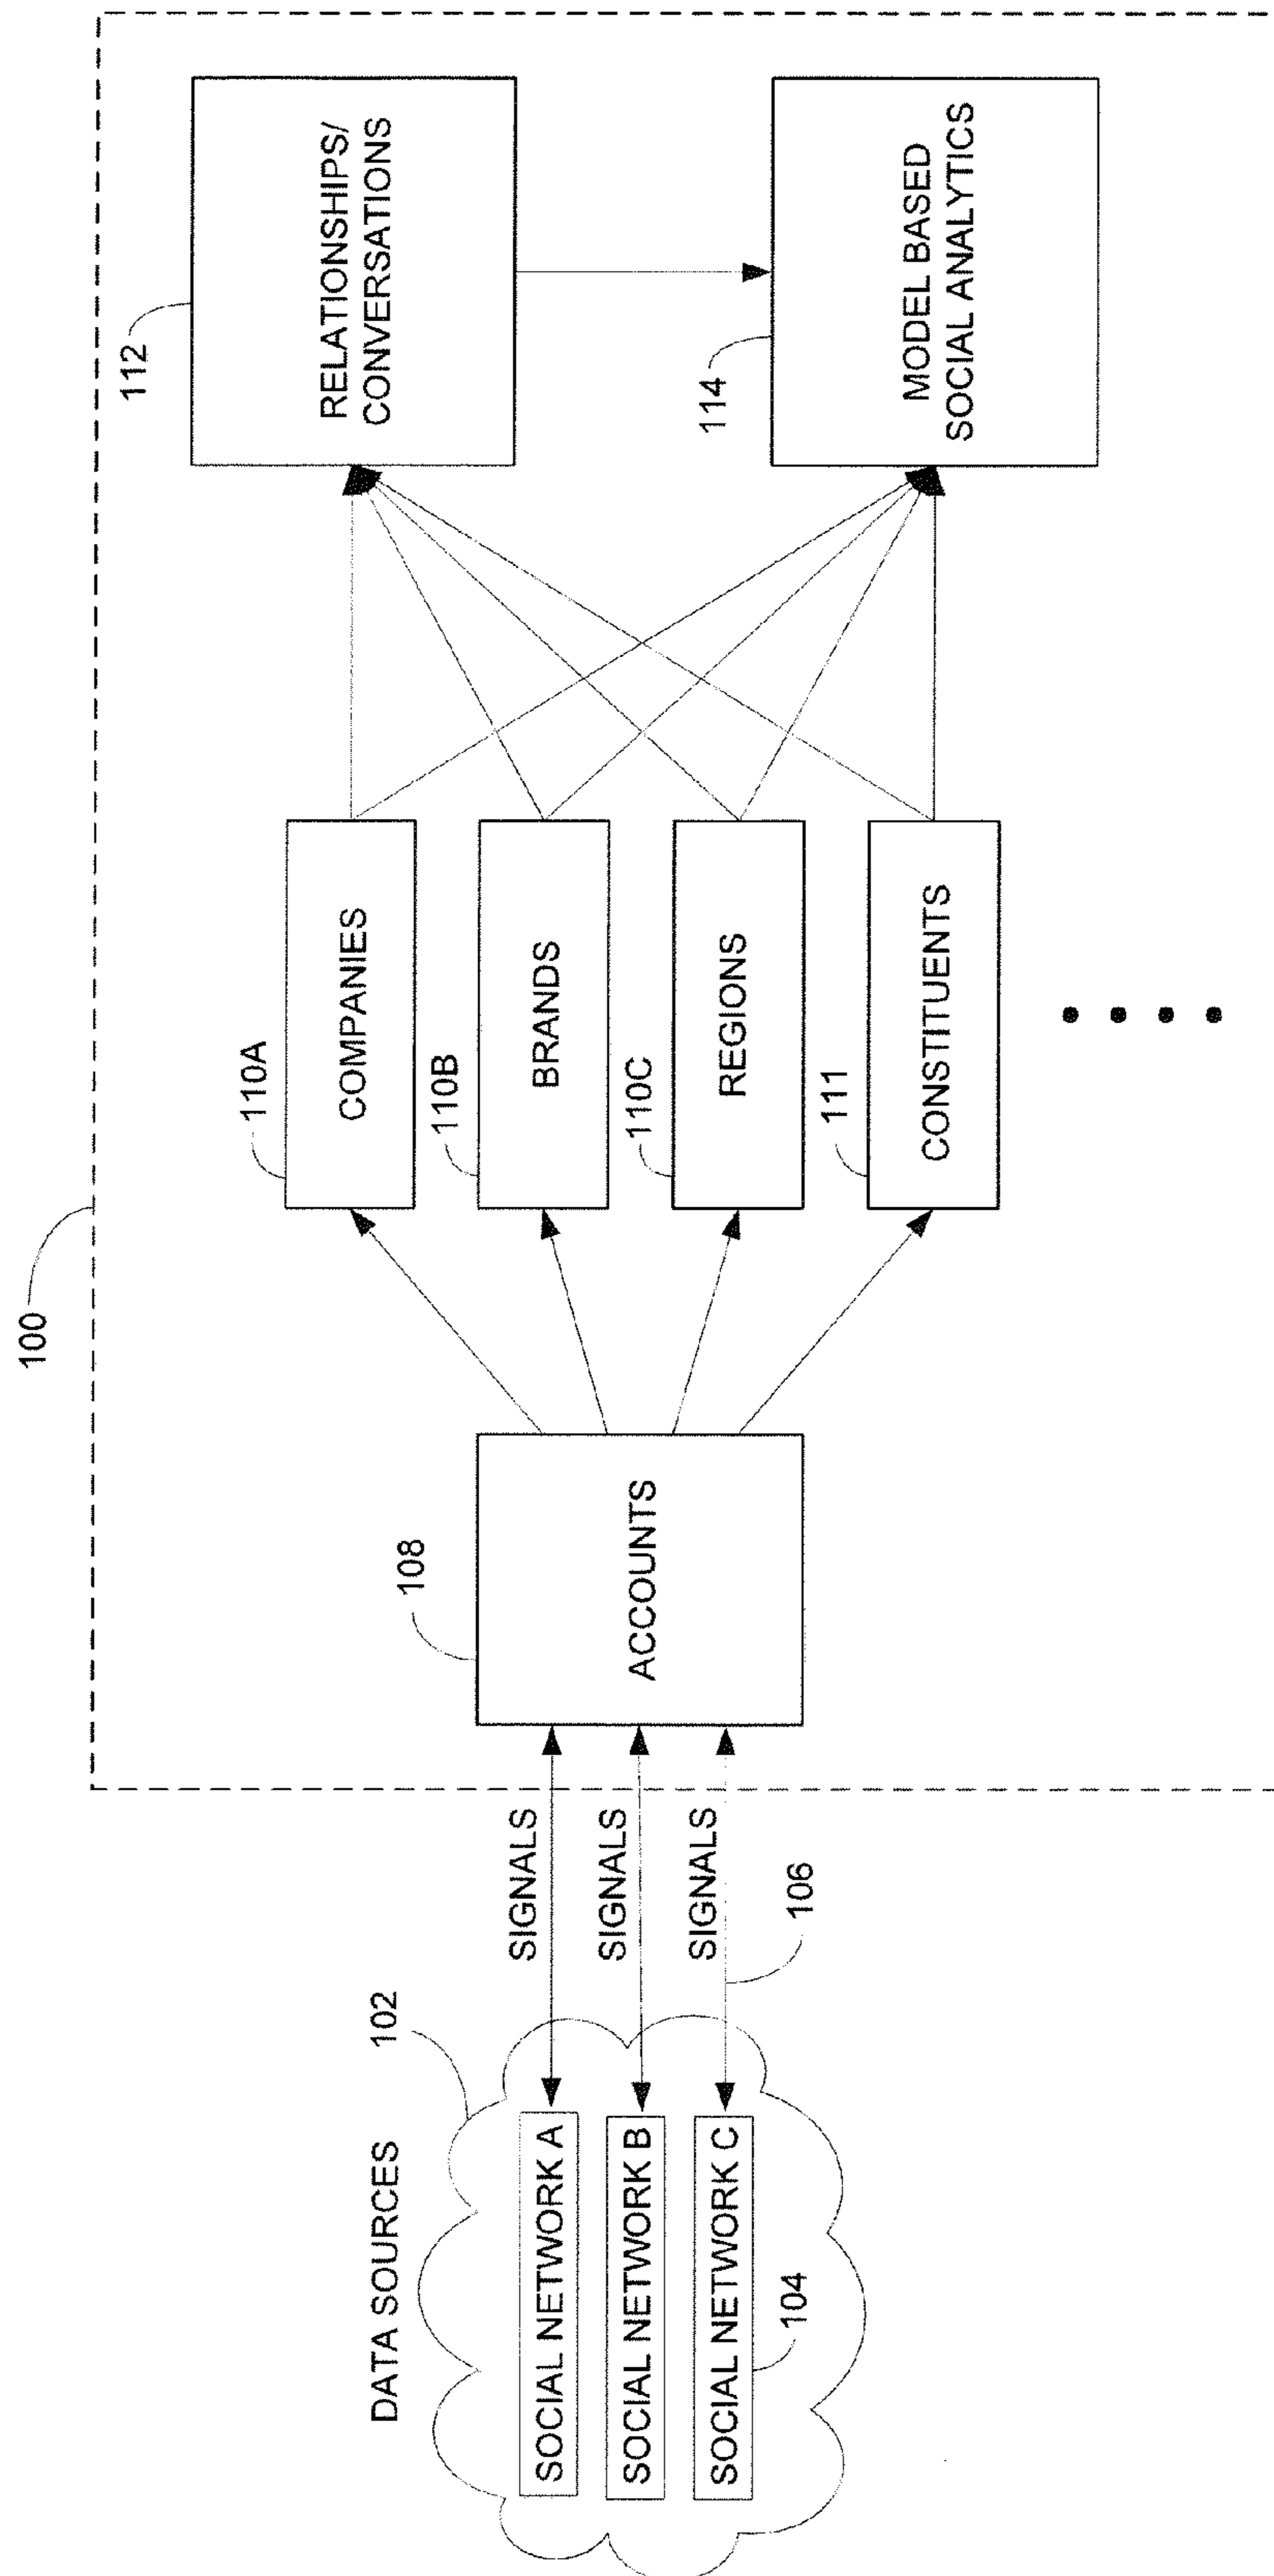 100
DATA SOURCES
102
SOCIAL NETWORK A
SOCIAL NETWORK B
SOCIAL NETWORK C
104
SIGNALS
SIGNALS
SIGNALS
106
108
ACCOUNTS
110A
COMPANIES
110B
BRANDS
110C
REGIONS
111
CONSTITUENTS
112
RELATIONSHIPS/
CONVERSATIONS
114
MODEL BASED
SOCIAL ANALYTICS